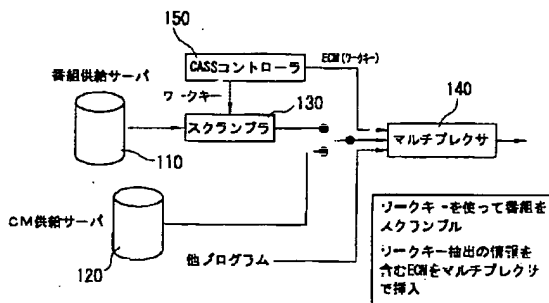 150
CASSコントローラ
ECM(ワークキー)
番組供給サーバ
ワークキー
130
スクランブラ
140
マルチプレクサ
110
CM供給サーバ
120
他プログラム
ワークキーを使って番組を
スクランブル
ワークキー抽出の情報を
含むECMをマルチプレクサ
で挿入